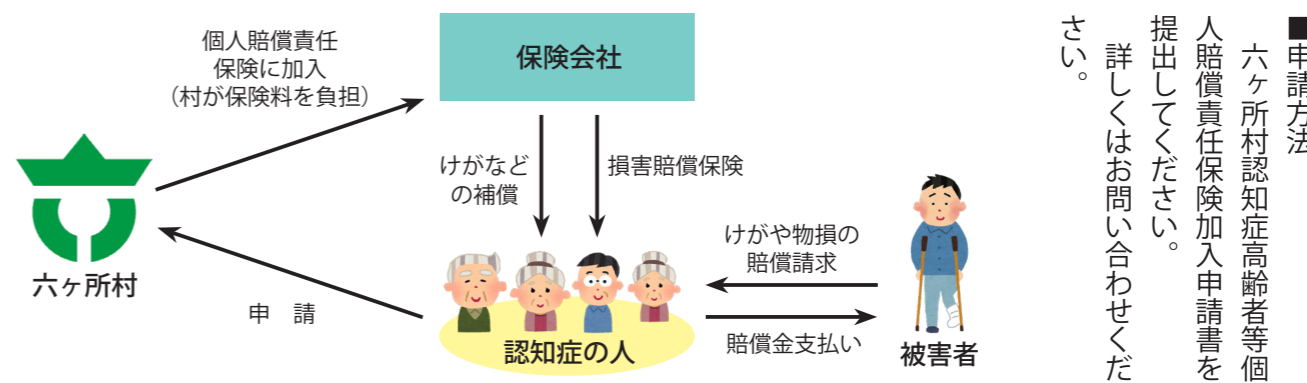 ■申請方法
六ヶ所村認知症高齢者等個
人賠償責任保険加入申請書を
提出してください。
詳しくはお問い合わせくだ
さい。
個人賠償責任
保険に加入
（村が保険料を負担）
保険会社
けがなど
の補償
損害賠償保険
六ヶ所村
申　請
認知症の人
けがや物損の
賠償請求
賠償金支払い
被害者